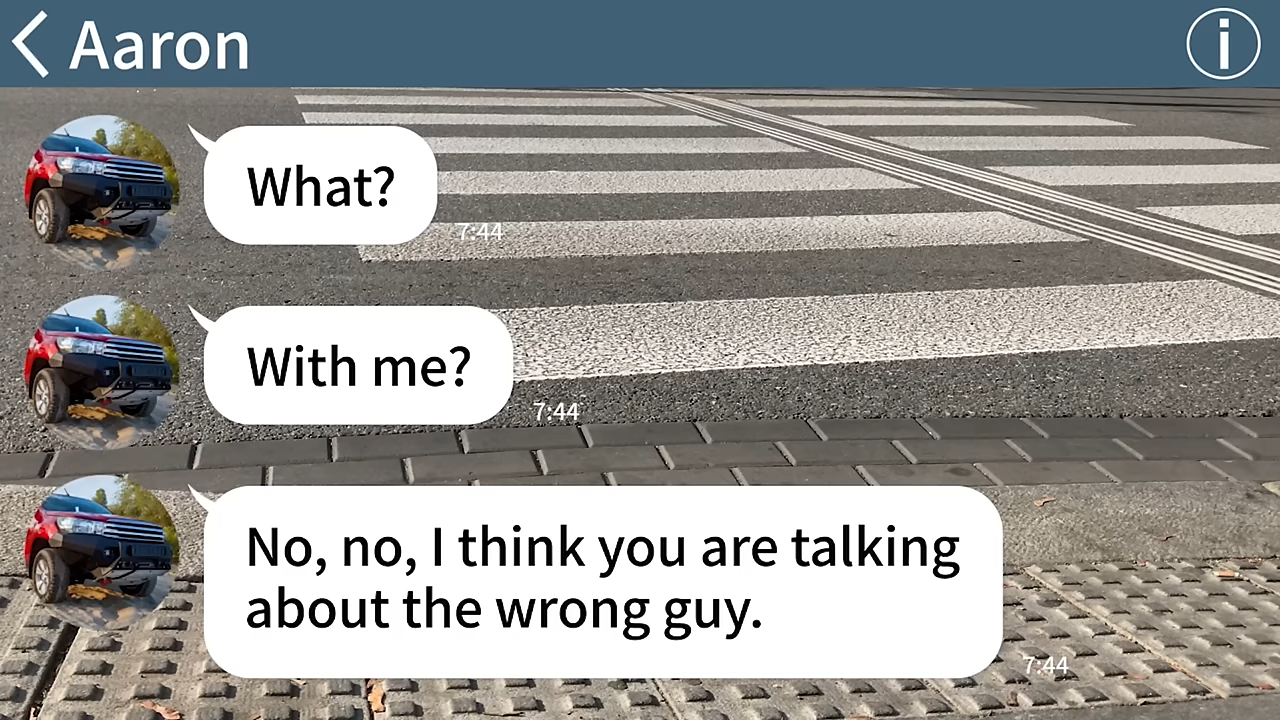 Aaron
What?
7:44
With me?
7:44
No, no, I think you are talking
about the wrong guy.
7:44